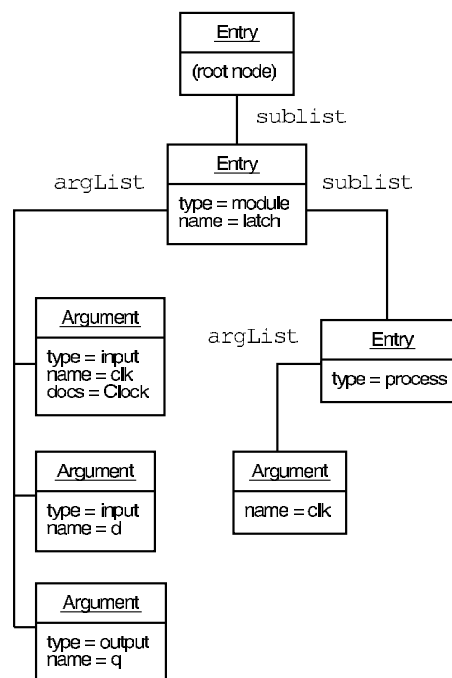 Entry
(root node)
sublist
Entry
argList
sublist
type = module
name = latch
Argument
type = input
name = clk
docs = Clock
argList
Entry
type = process
Argument
type = input
name = d
Argument
name = clk
Argument
type = output
name = q